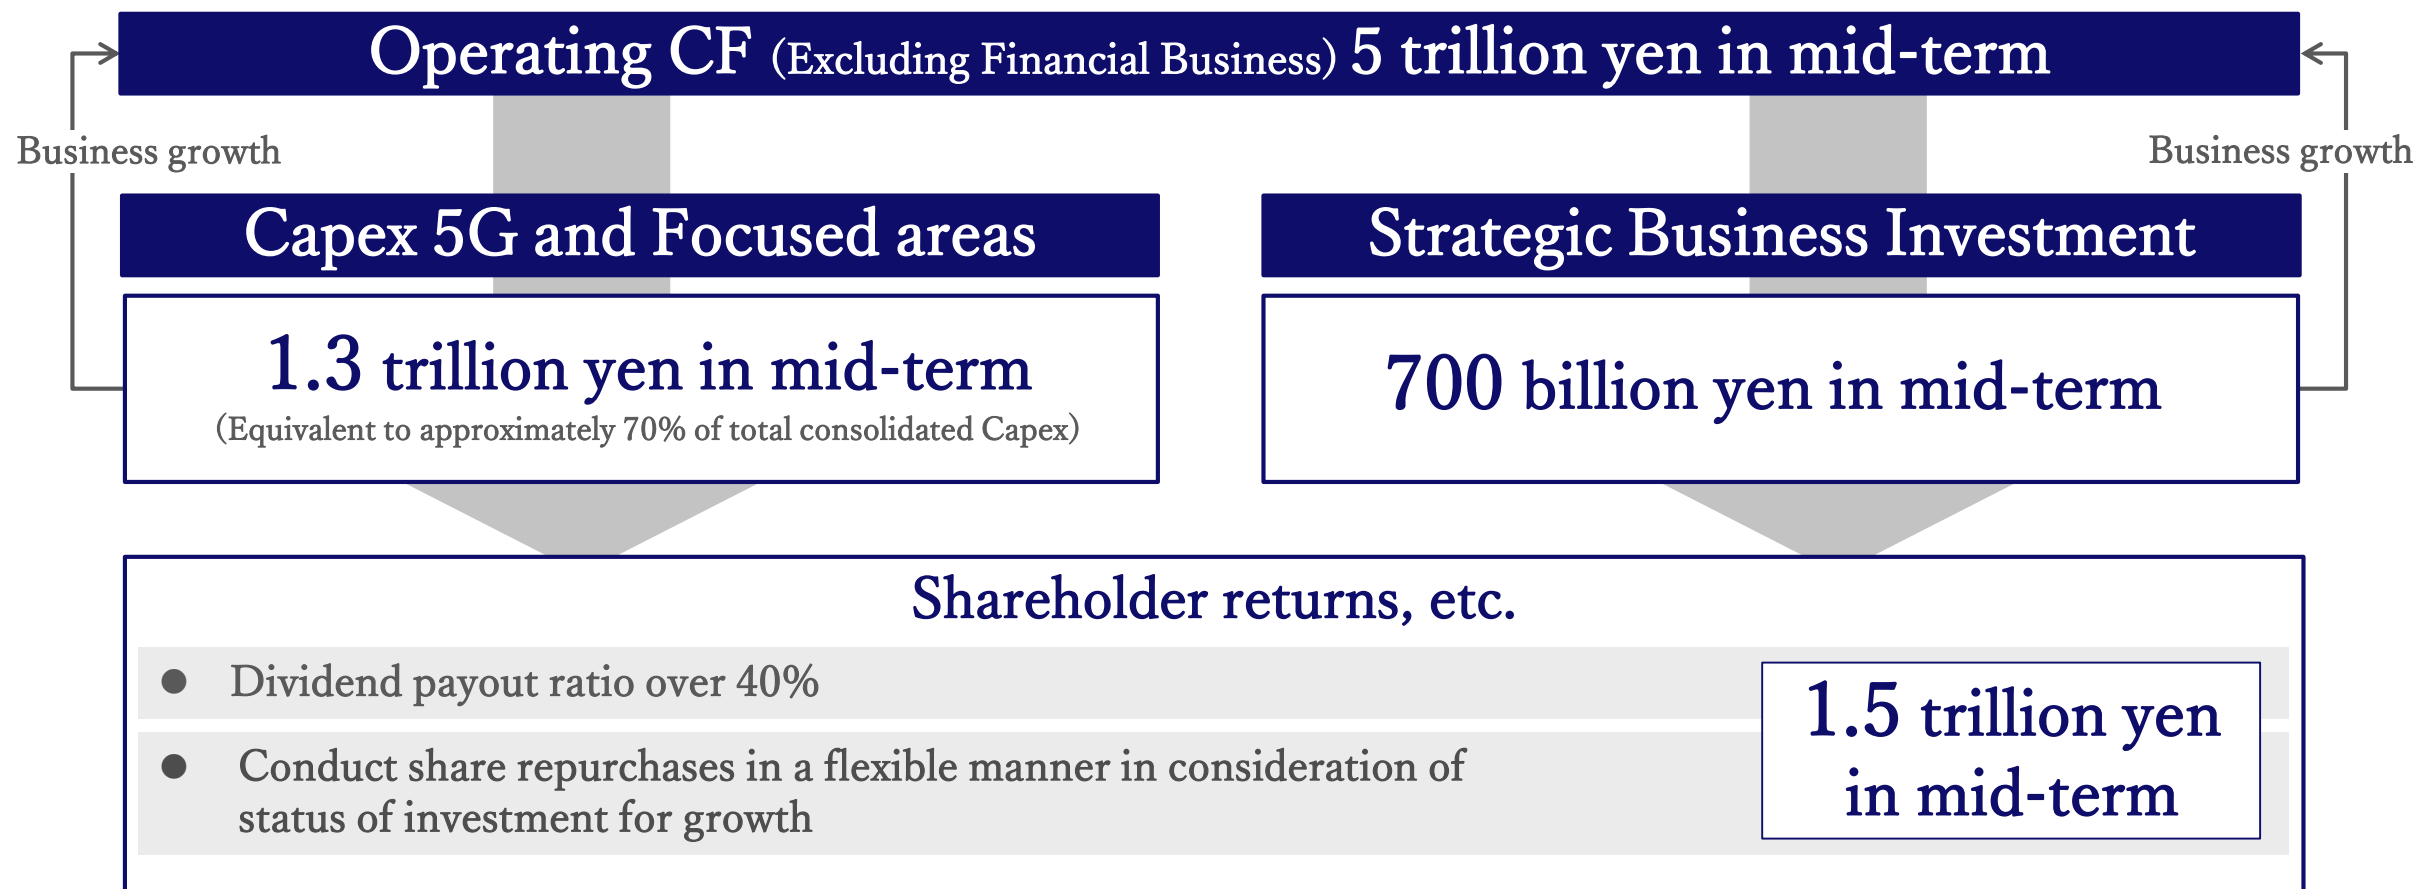 Operating CF (Excluding Financial Business) 5 trillion yen in mid-term
Business growth
Business growth
Capex 5G and Focused areas
Strategic Business Investment
1.3 trillion yen in mid-term
(Equivalent to approximately 70% of total consolidated Capex)
700 billion yen in mid-term
Shareholder returns, etc.
● Dividend payout ratio over 40%
● Conduct share repurchases in a flexible manner in consideration of
status of investment for growth
1.5 trillion yen
in mid-term